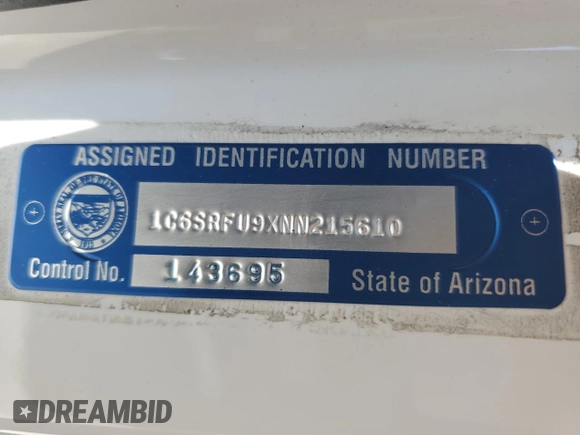 ASSIGNED IDENTIFICATION NUMBER
1C6SRFU9XNN215610
Control No. 143695 State of Arizona
DREAMBID